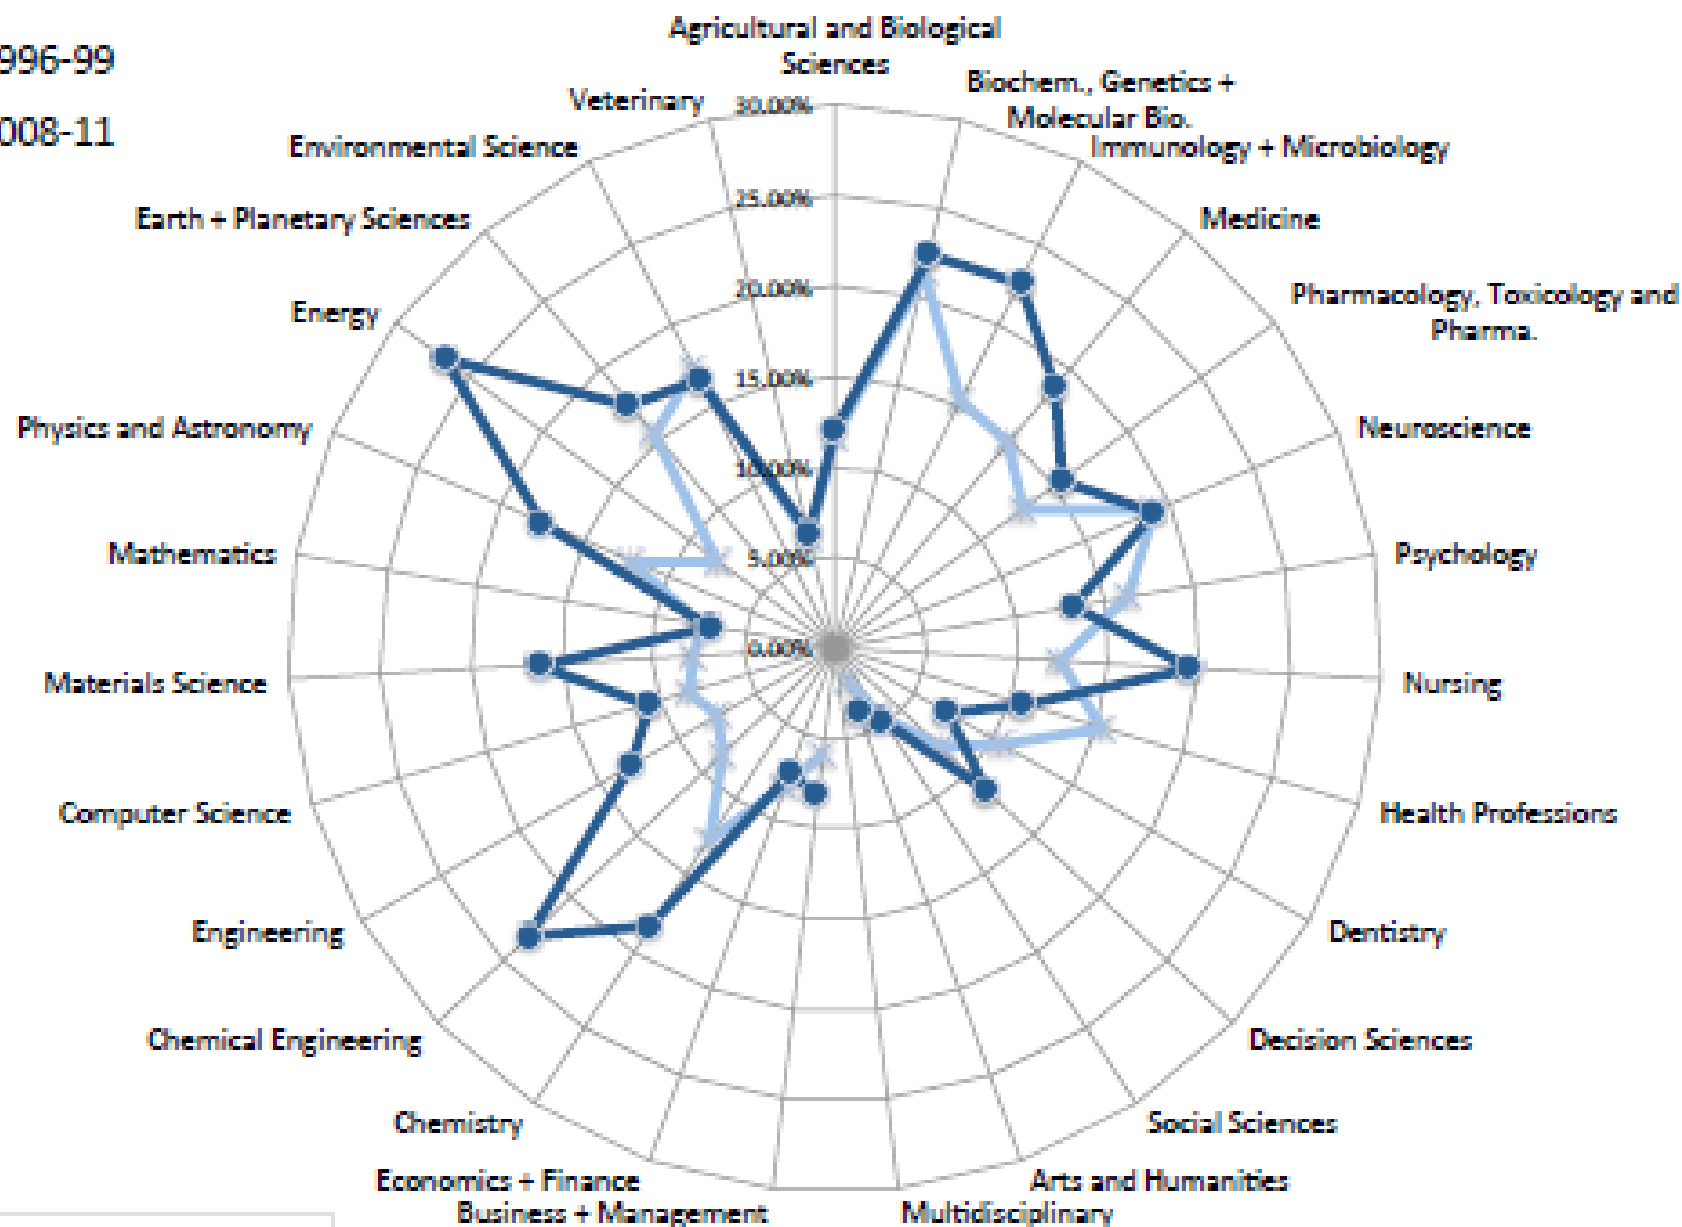 996-99
008-11
Agricultural and Biological
Sciences
Biochem., Genetics +
Molecular Bio.
Immunology + Microbiology
Medicine
Pharmacology, Toxicology and
Pharma.
Neuroscience
Psychology
Nursing
Health Professions
Dentistry
Decision Sciences
Social Sciences
Arts and Humanities
Multidisciplinary
Business + Management
Economics + Finance
Chemistry
Chemical Engineering
Engineering
Computer Science
Materials Science
Mathematics
Physics and Astronomy
Energy
Earth + Planetary Sciences
Environmental Science
Veterinary
30.00%
25.00%
20.00%
15.00%
10.00%
5.00%
0.00%